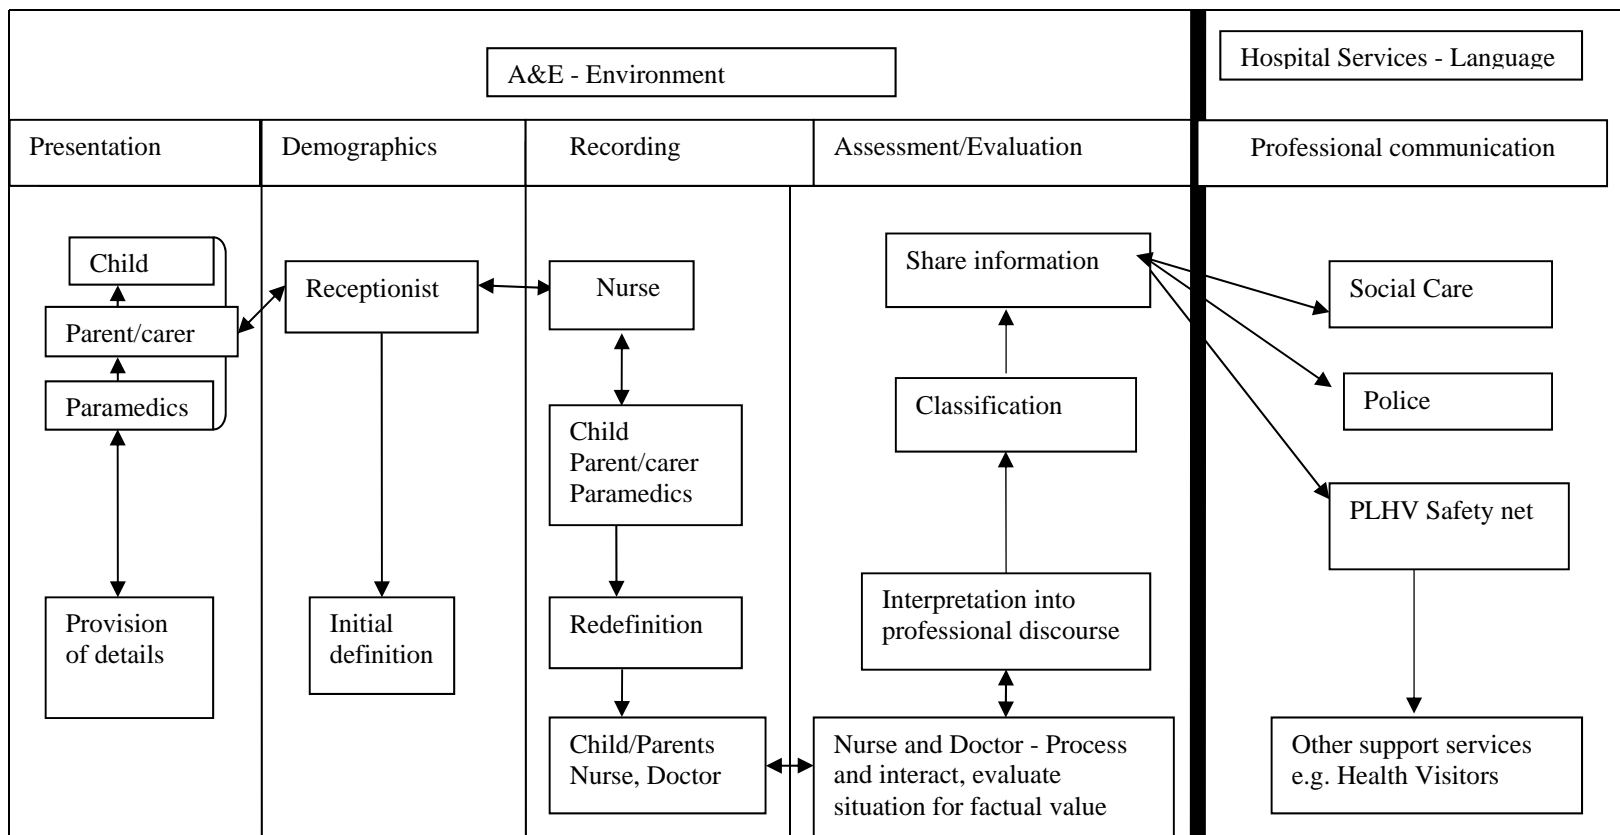 A&E - Environment
Hospital Services - Language
Presentation
Demographics
Recording
Assessment/Evaluation
Professional communication
Child
Parent/carer
Paramedics
Provision
of details
Receptionist
Initial
definition
Nurse
Child
Parent/carer
Paramedics
Redefinition
Child/Parents
Nurse, Doctor
Share information
Classification
Interpretation into
professional discourse
Nurse and Doctor - Process
and interact, evaluate
situation for factual value
Social Care
Police
PLHV Safety net
Other support services
e.g. Health Visitors